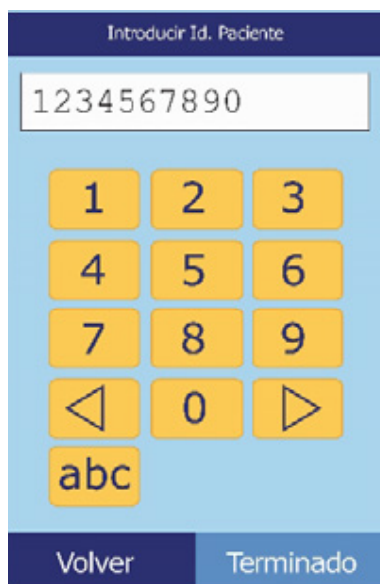 Introducir Id. Paciente
1234567890
1 2 3
4 5 6
7 8 9
0
abc
Volver Terminado